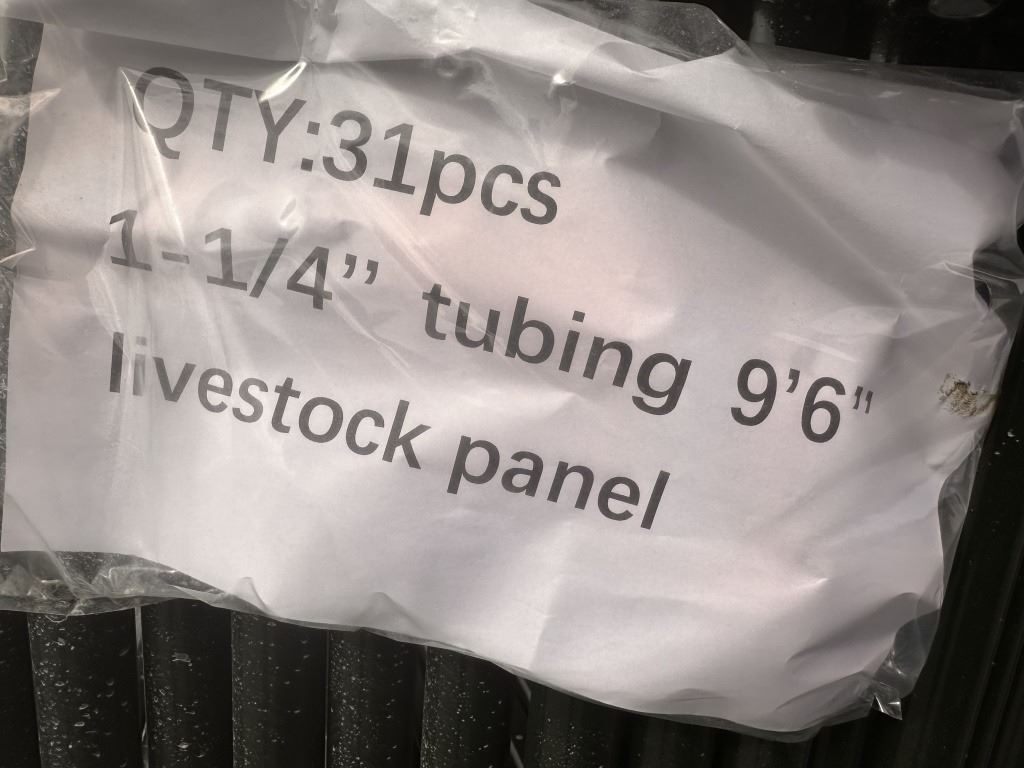 QTY:31pcs
1-1/4” tubing 9’6"
livestock panel